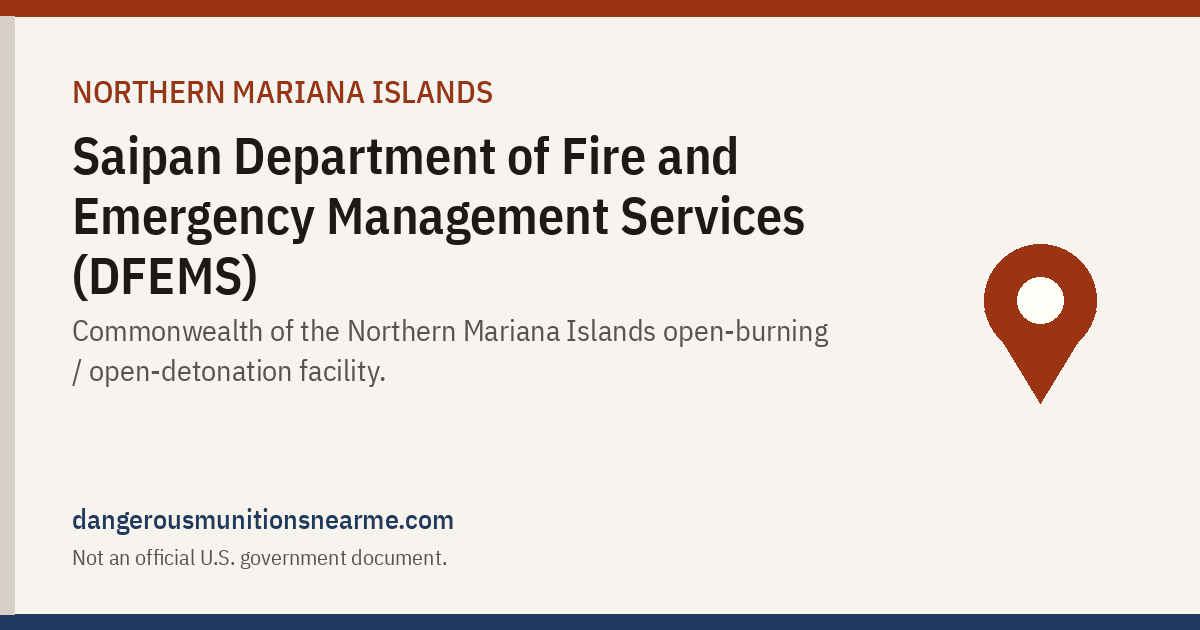 NORTHERN MARIANA ISLANDS
Saipan Department of Fire and
Emergency Management Services
(DFEMS)
Commonwealth of the Northern Mariana Islands open-burning
/ open-detonation facility.
dangerousmunitionsnearme.com
Not an official U.S. government document.